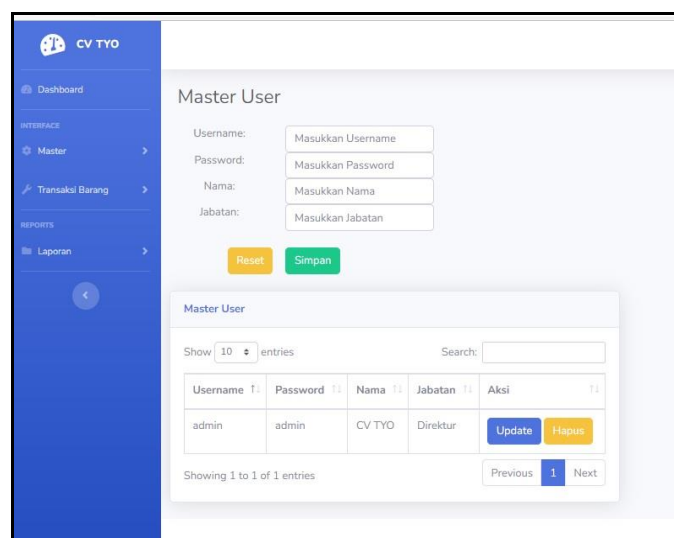 CV TYO
Dashboard
INTERFACE
Master
Transaksi Barang
REPORTS
Laporan
Master User
Username: Masukkan Username
Password: Masukkan Password
Nama: Masukkan Nama
Jabatan: Masukkan Jabatan
Reset Simpan
Master User
Show 10 entries Search:
Username Password Nama Jabatan Aksi
admin admin CV TYO Direktur Update Hapus
Showing 1 to 1 of 1 entries Previous 1 Next